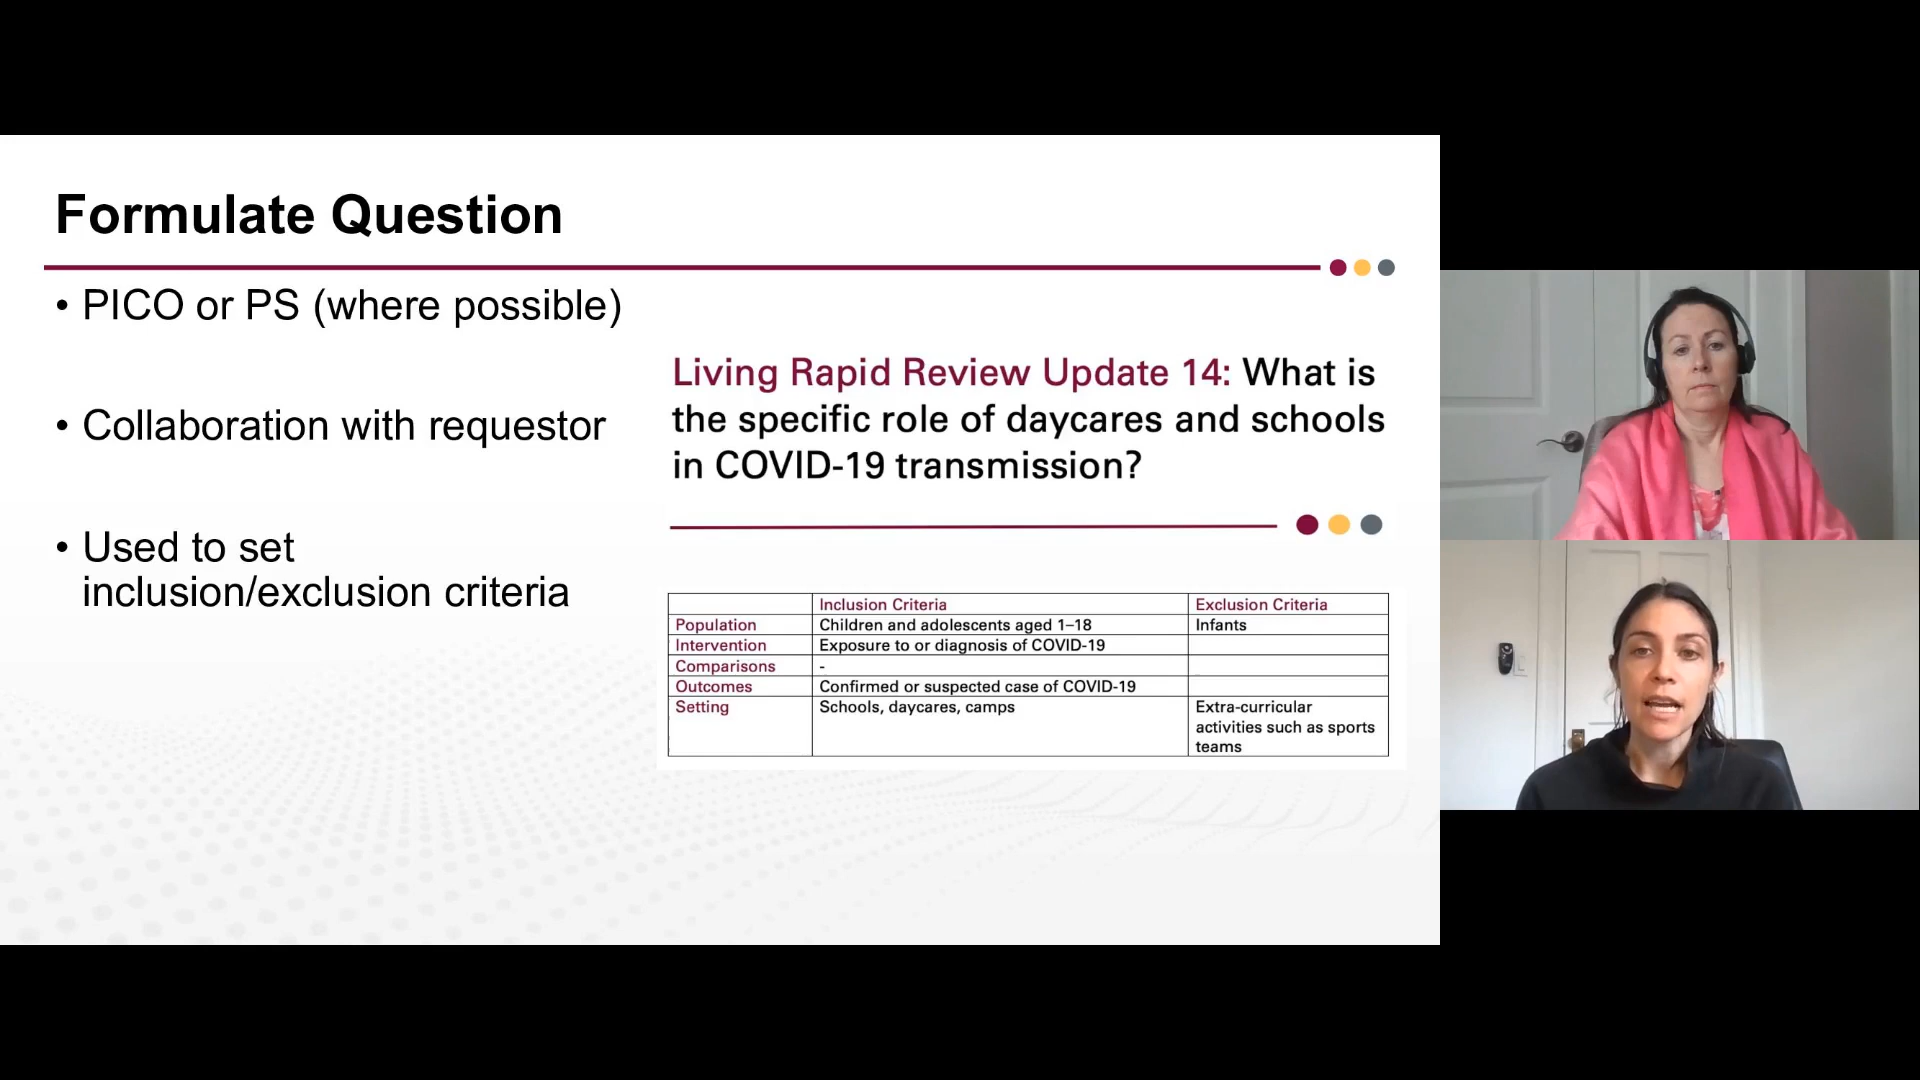 Formulate Question
• PICO or PS (where possible)
• Collaboration with requestor
• Used to set
inclusion/exclusion criteria
Living Rapid Review Update 14: What is
the specific role of daycares and schools
in COVID-19 transmission?
Inclusion Criteria Exclusion Criteria
Population Children and adolescents aged 1–18 Infants
Intervention Exposure to or diagnosis of COVID-19
Comparisons -
Outcomes Confirmed or suspected case of COVID-19
Setting Schools, daycares, camps Extra-curricular
activities such as sports
teams